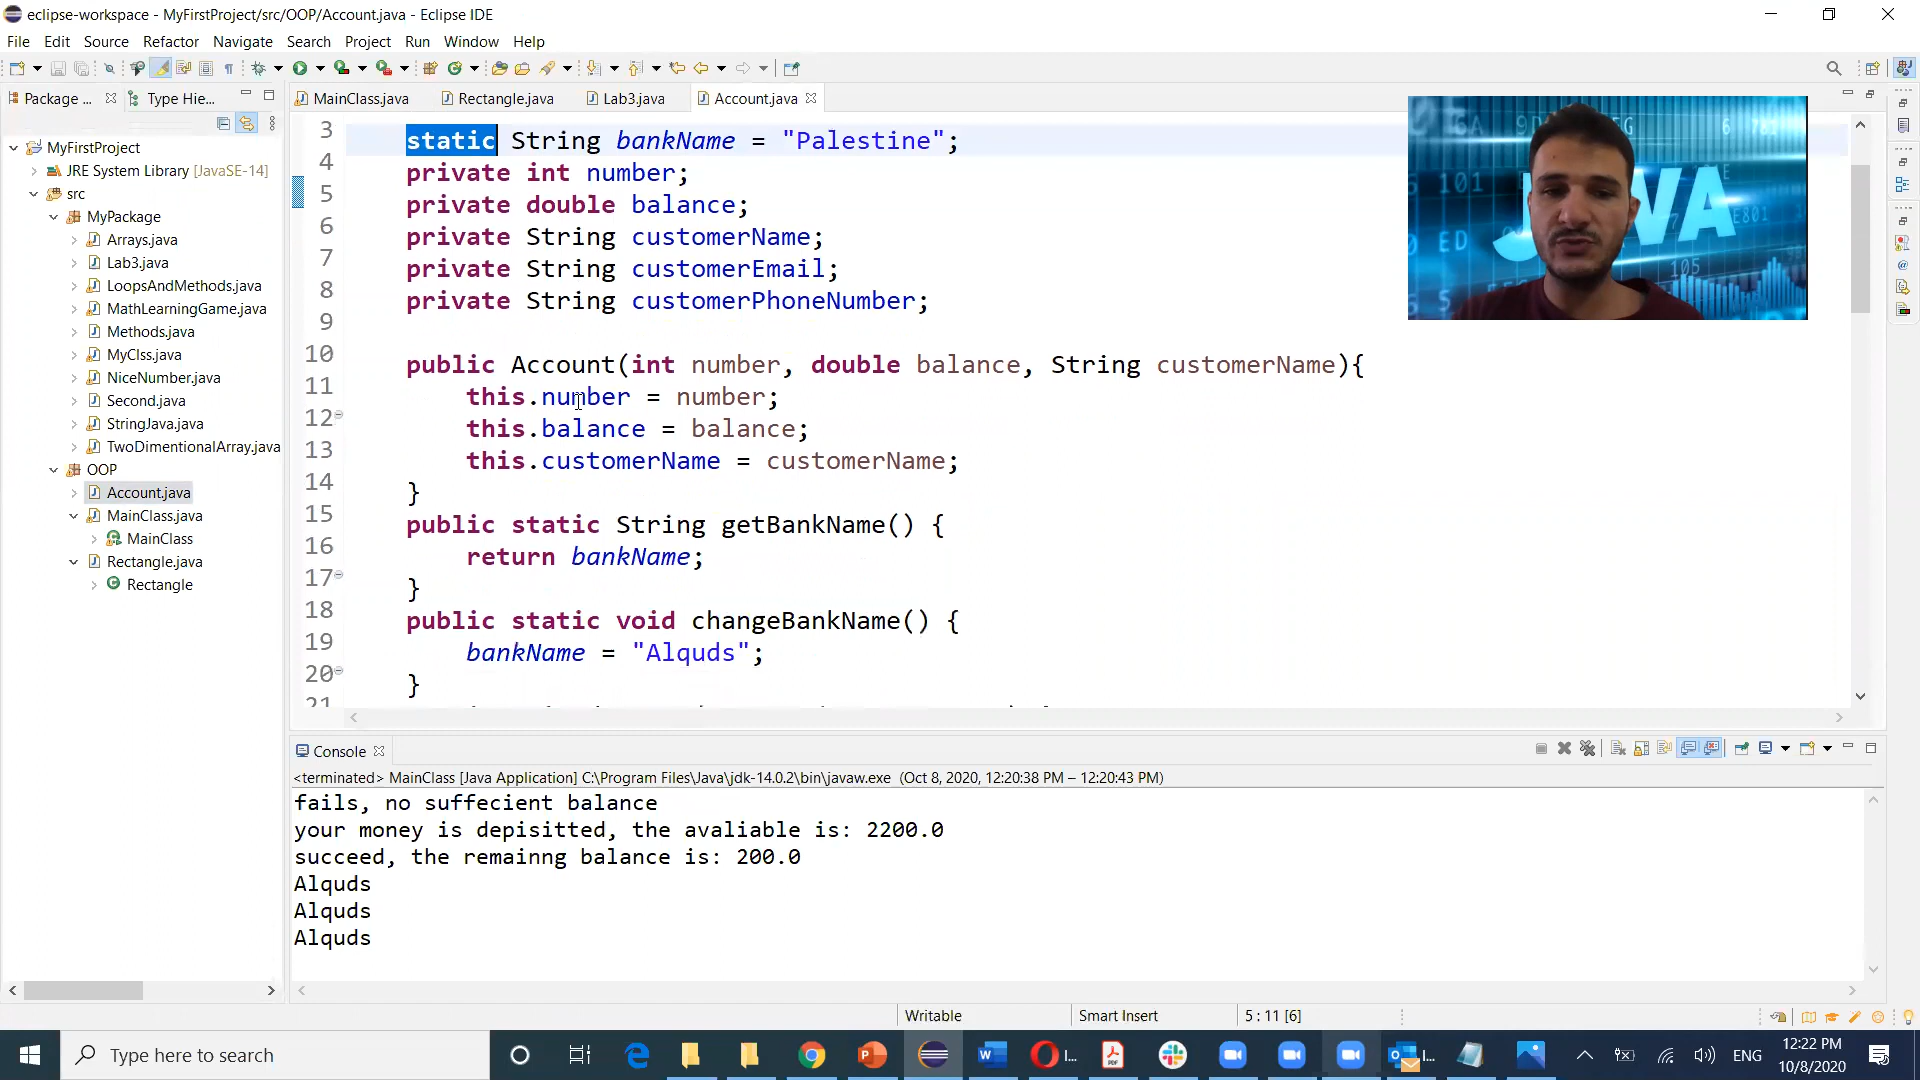 eclipse-workspace - MyFirstProject/src/OOP/Account.java - Eclipse IDE
File Edit Source Refactor Navigate Search Project Run Window Help
Package ... Type Hie...
MainClass.java Rectangle.java Lab3.java Account.java
MyFirstProject
JRE System Library [JavaSE-14]
src
MyPackage
Arrays.java
Lab3.java
LoopsAndMethods.java
MathLearningGame.java
Methods.java
MyClss.java
NiceNumber.java
Second.java
StringJava.java
TwoDimentionalArray.java
OOP
Account.java
MainClass.java
MainClass
Rectangle.java
Rectangle
3 static String bankName = "Palestine";
4 private int number;
5 private double balance;
6 private String customerName;
7 private String customerEmail;
8 private String customerPhoneNumber;
9
10 public Account(int number, double balance, String customerName){
11 this.number = number;
12 this.balance = balance;
13 this.customerName = customerName;
14 }
15 public static String getBankName() {
16 return bankName;
17 }
18 public static void changeBankName() {
19 bankName = "Alquds";
20 }
21
JAVA
Console
<terminated> MainClass [Java Application] C:\Program Files\Java\jdk-14.0.2\bin\javaw.exe (Oct 8, 2020, 12:20:38 PM – 12:20:43 PM)
fails, no suffecient balance
your money is depisitted, the avaliable is: 2200.0
succeed, the remainng balance is: 200.0
Alquds
Alquds
Alquds
Writable Smart Insert 5 : 11 [6]
Type here to search
I... I...
ENG
12:22 PM
10/8/2020